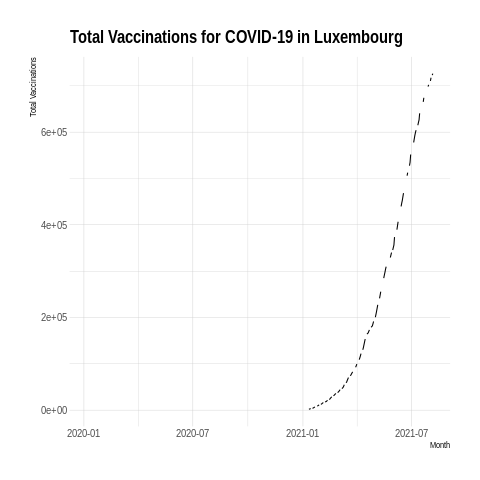 Total Vaccinations for COVID-19 in Luxembourg
Total Vaccinations
6e+05
4e+05
2e+05
0e+00
2020-01 2020-07 2021-01 2021-07
Month